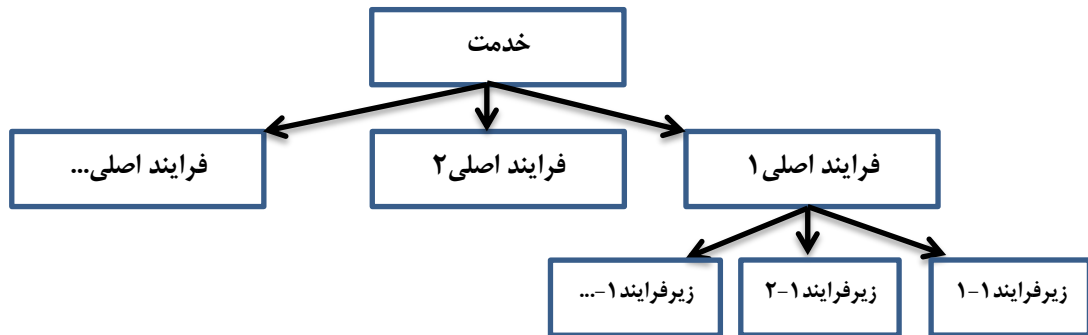 خدمت
فرایند اصلی۱
فرایند اصلی۲
فرایند اصلی...
زیرفرایند۱-۱
زیرفرایند۱-۲
زیرفرایند۱-...